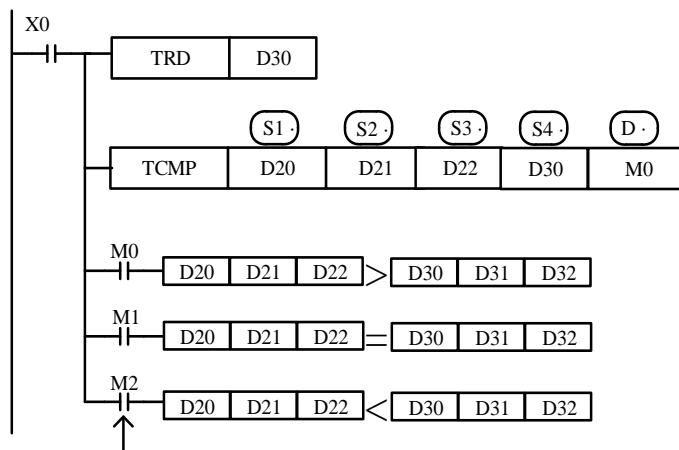 X0
TRD D30
S1 · S2 · S3 · S4 · D ·
TCMP D20 D21 D22 D30 M0
M0 D20 D21 D22 > D30 D31 D32
M1 D20 D21 D22 = D30 D31 D32
M2 D20 D21 D22 < D30 D31 D32